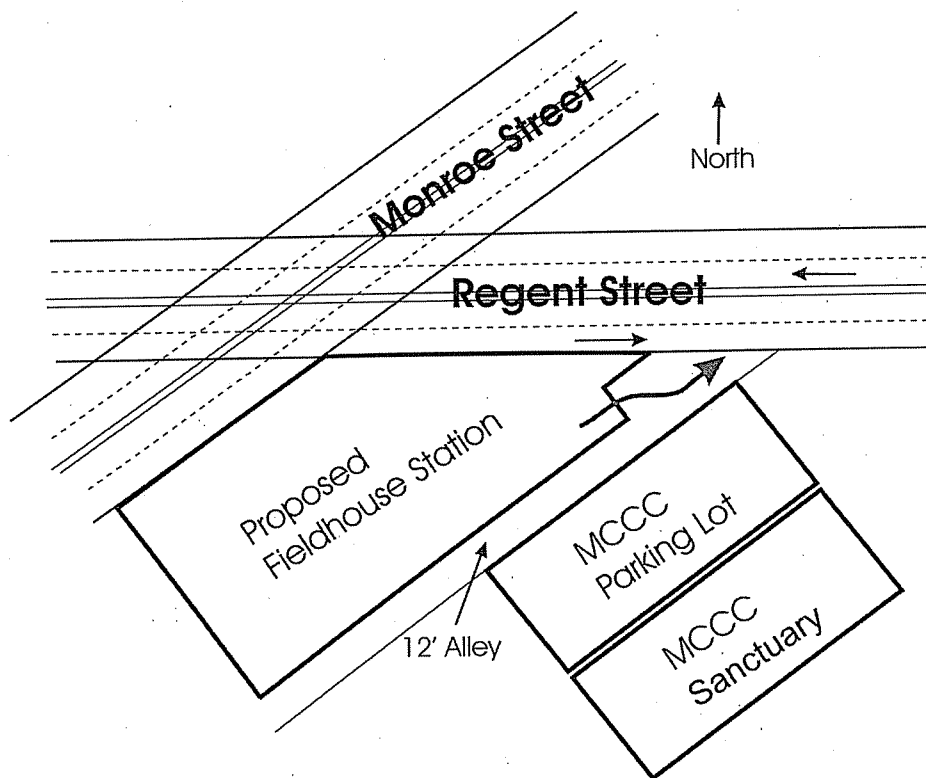 Monroe Street
North
Regent Street
Proposed
Fieldhouse Station
MCCC
Parking Lot
12' Alley
MCCC
Sanctuary